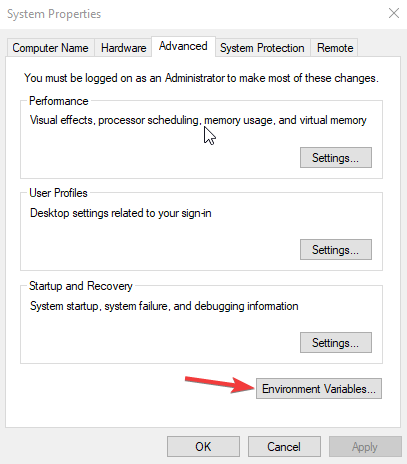 System Properties
Computer Name
Hardware
Advanced
System Protection
Remote
You must be logged on as an Administrator to make most of these changes.
Performance
Visual effects, processor scheduling, memory usage, and virtual memory
Settings...
User Profiles
Desktop settings related to your sign-in
Settings...
Startup and Recovery
System startup, system failure, and debugging information
Settings...
Environment Variables...
OK
Cancel
Apply